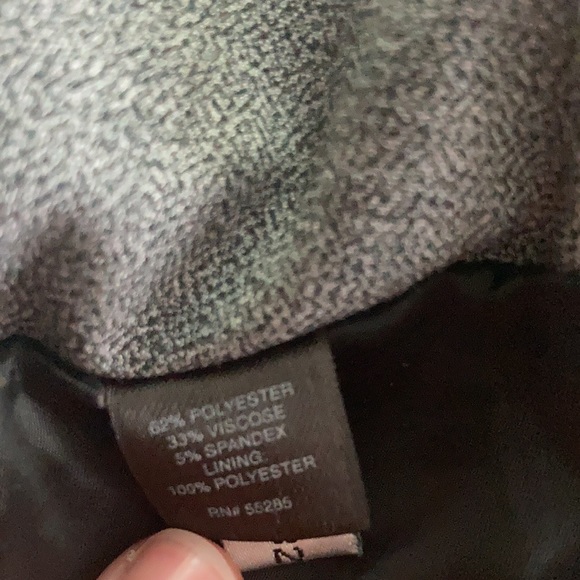 62% POLYESTER
33% VISCOSE
5% SPANDEX
LINING:
100% POLYESTER
RN# 55285